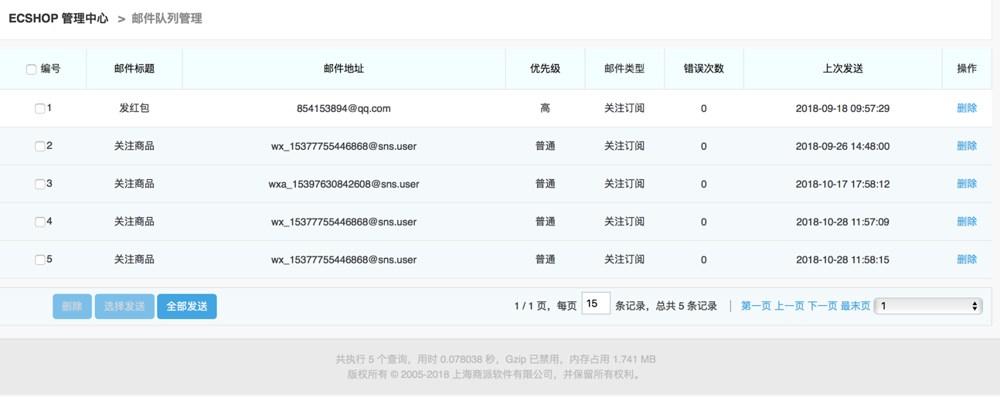 ECSHOP 管理中心 > 邮件队列管理
编号 邮件标题 邮件地址 优先级 邮件类型 错误次数 上次发送 操作
1 发红包 854153894@qq.com 高 关注订阅 0 2018-09-18 09:57:29 删除
2 关注商品 wx_15377755446868@sns.user 普通 关注订阅 0 2018-09-26 14:48:00 删除
3 关注商品 wxa_15397630842608@sns.user 普通 关注订阅 0 2018-10-17 17:58:12 删除
4 关注商品 wx_15377755446868@sns.user 普通 关注订阅 0 2018-10-28 11:57:09 删除
5 关注商品 wx_15377755446868@sns.user 普通 关注订阅 0 2018-10-28 11:58:15 删除
删除 选择发送 全部发送 1 / 1 页，每页 15 条记录，总共 5 条记录 | 第一页 上一页 下一页 最末页 1
共执行 5 个查询，用时 0.078038 秒，Gzip 已禁用，内存占用 1.741 MB
版权所有 © 2005-2018 上海商派软件有限公司，并保留所有权利。